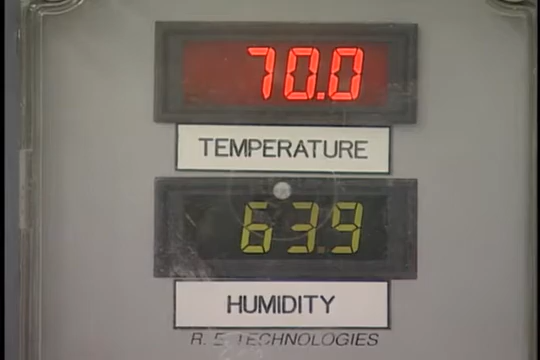 70.0
TEMPERATURE
63.9
HUMIDITY
R. E. TECHNOLOGIES